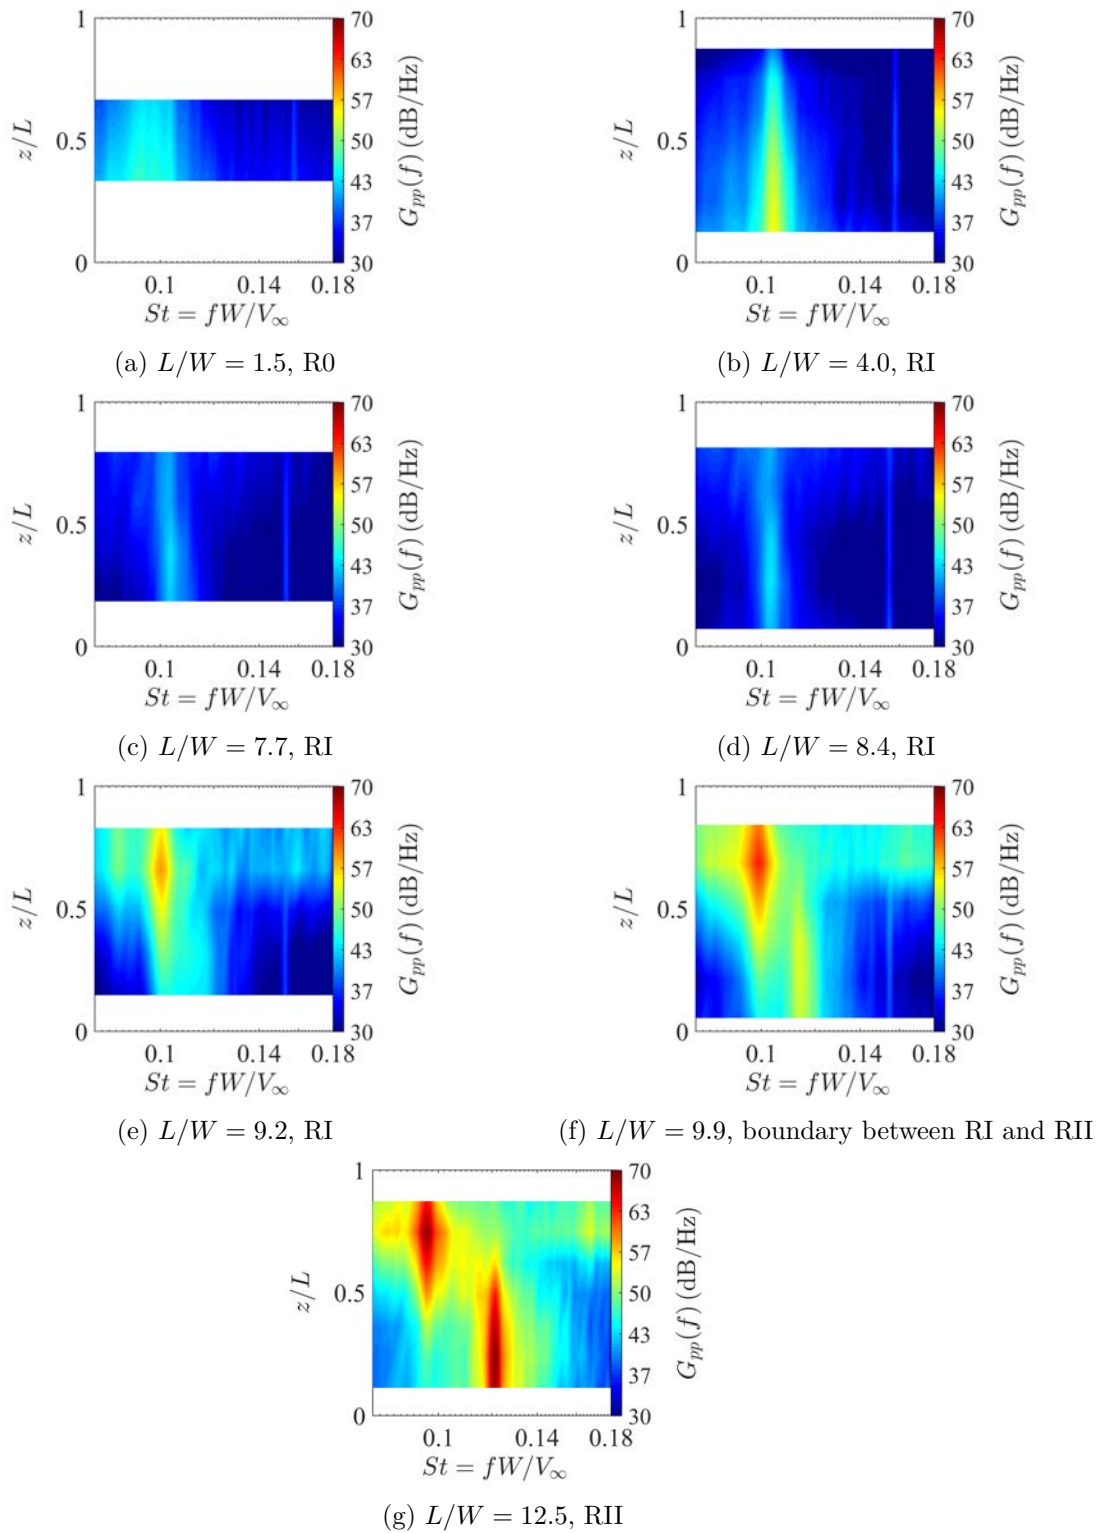 1
0.5
0
z/L
0.1 0.14 0.18
St = fW/V∞
70
63
57
50
43
37
30
Gpp(f) (dB/Hz)
(a) L/W = 1.5, R0
1
0.5
0
z/L
0.1 0.14 0.18
St = fW/V∞
70
63
57
50
43
37
30
Gpp(f) (dB/Hz)
(b) L/W = 4.0, RI
1
0.5
0
z/L
0.1 0.14 0.18
St = fW/V∞
70
63
57
50
43
37
30
Gpp(f) (dB/Hz)
(c) L/W = 7.7, RI
1
0.5
0
z/L
0.1 0.14 0.18
St = fW/V∞
70
63
57
50
43
37
30
Gpp(f) (dB/Hz)
(d) L/W = 8.4, RI
1
0.5
0
z/L
0.1 0.14 0.18
St = fW/V∞
70
63
57
50
43
37
30
Gpp(f) (dB/Hz)
(e) L/W = 9.2, RI
1
0.5
0
z/L
0.1 0.14 0.18
St = fW/V∞
70
63
57
50
43
37
30
Gpp(f) (dB/Hz)
(f) L/W = 9.9, boundary between RI and RII
1
0.5
0
z/L
0.1 0.14 0.18
St = fW/V∞
70
63
57
50
43
37
30
Gpp(f) (dB/Hz)
(g) L/W = 12.5, RII